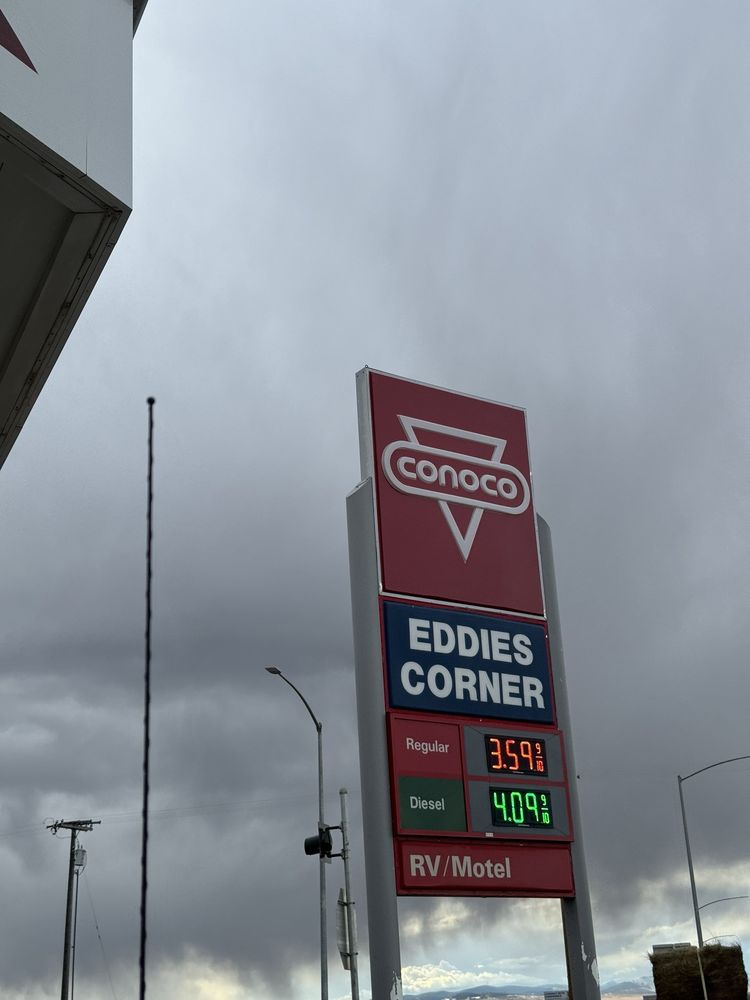 conoco
EDDIES
CORNER
Regular 3.59 9/10
Diesel 4.09 9/10
RV/Motel